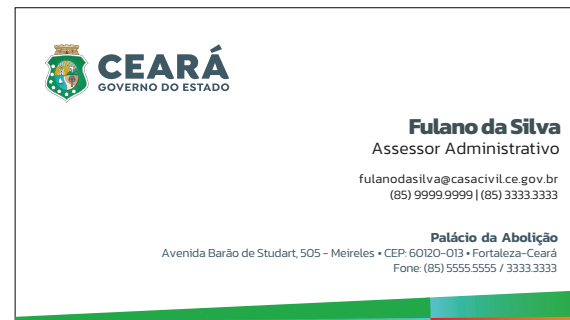 CEARÁ
GOVERNO DO ESTADO
Fulano da Silva
Assessor Administrativo
fulanodasilva@casacivil.ce.gov.br
(85) 9999.9999 | (85) 3333.3333
Palácio da Abolição
Avenida Barão de Studart, 505 - Meireles • CEP: 60120-013 • Fortaleza-Ceará
Fone: (85) 5555.5555 / 3333.3333